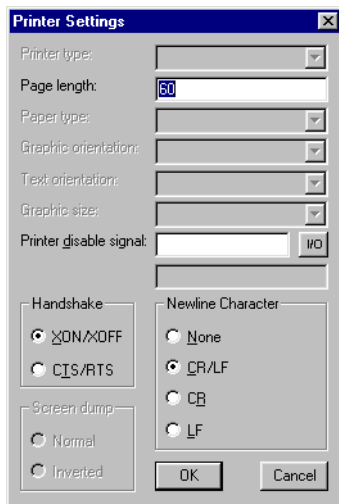 Printer Settings
Printer type:
Page length: 60
Paper type:
Graphic orientation:
Text orientation:
Graphic size:
Printer disable signal: I/O
Handshake
XON/XOFF
CTS/RTS
Screen dump
Normal
Inverted
Newline Character
None
CR/LF
CR
LF
OK Cancel